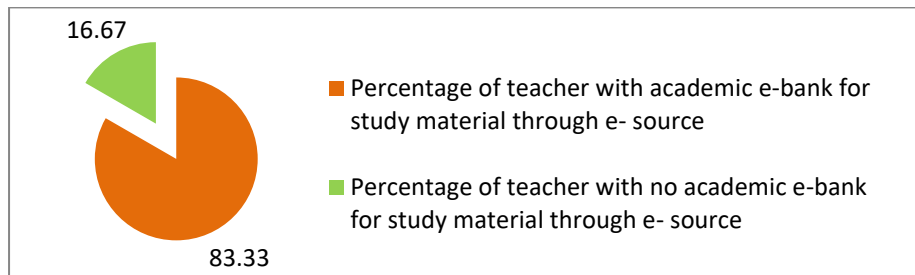 16.67
Percentage of teacher with academic e-bank for
study material through e- source
Percentage of teacher with no academic e-bank
for study material through e- source
83.33